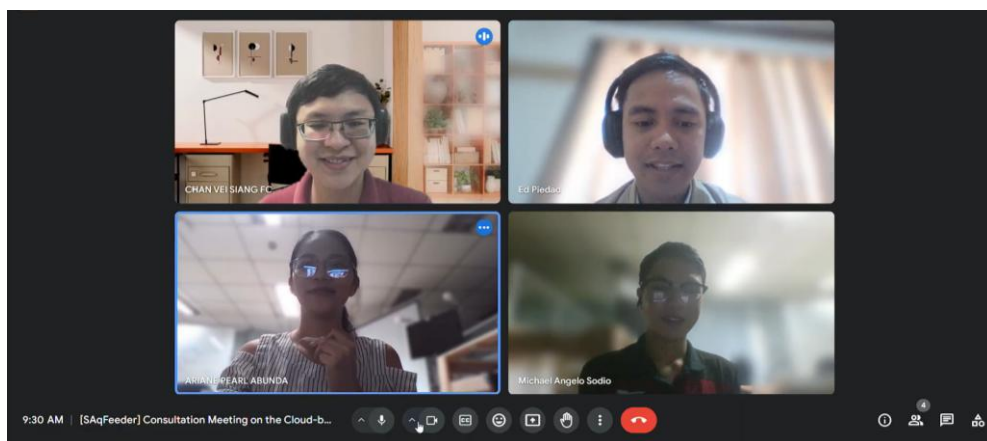 CHAN VEI SIANG FC
Ed Piedad
ARIANE PEARL ABUNDA
Michael Angelo Sodio
9:30 AM | [SAqFeeder] Consultation Meeting on the Cloud-b...
CC
4